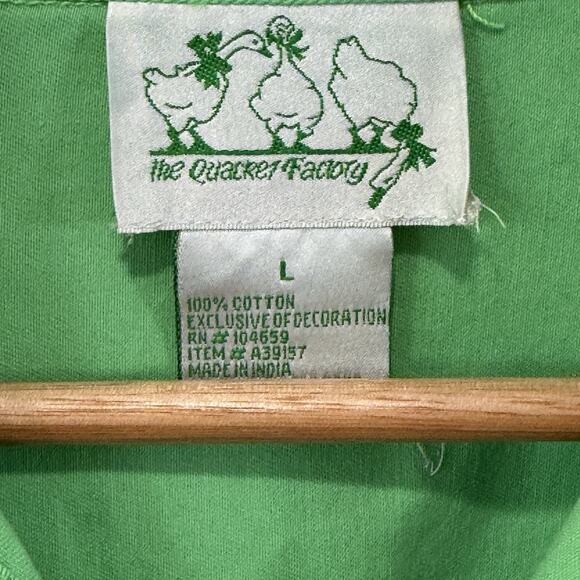 the Quacker Factory
L
100% COTTON
EXCLUSIVE OF DECORATION
RN # 104659
ITEM # A39157
MADE IN INDIA